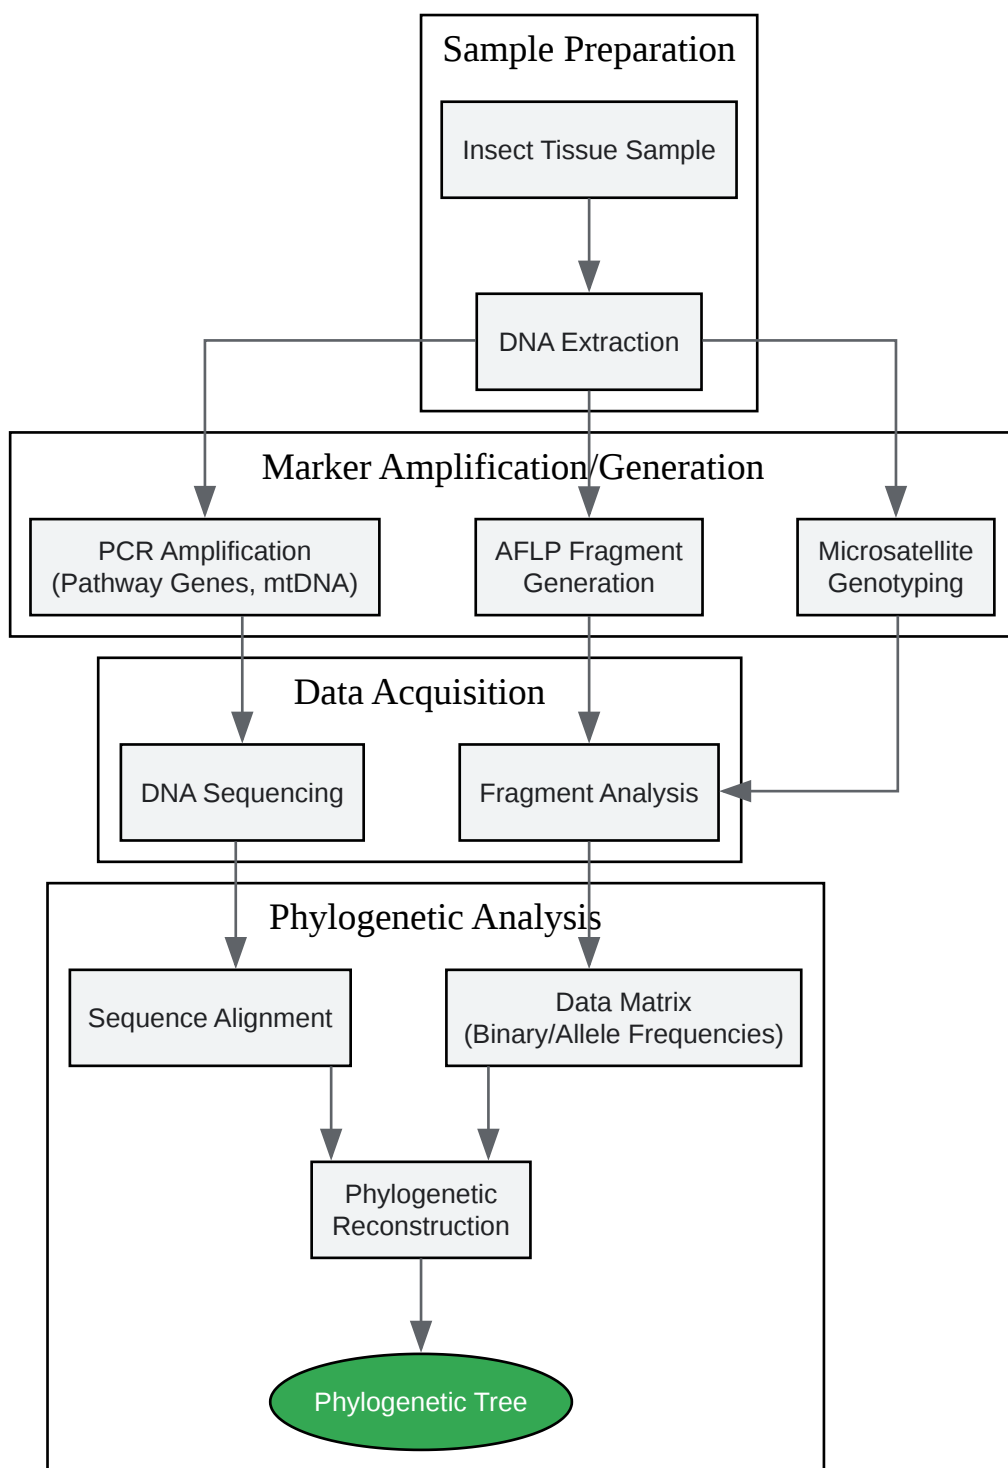 Sample Preparation
Insect Tissue Sample
DNA Extraction
Marker Amplification/Generation
PCR Amplification
(Pathway Genes, mtDNA)
AFLP Fragment
Generation
Microsatellite
Genotyping
Data Acquisition
DNA Sequencing
Fragment Analysis
Phylogenetic Analysis
Sequence Alignment
Data Matrix
(Binary/Allele Frequencies)
Phylogenetic
Reconstruction
Phylogenetic Tree